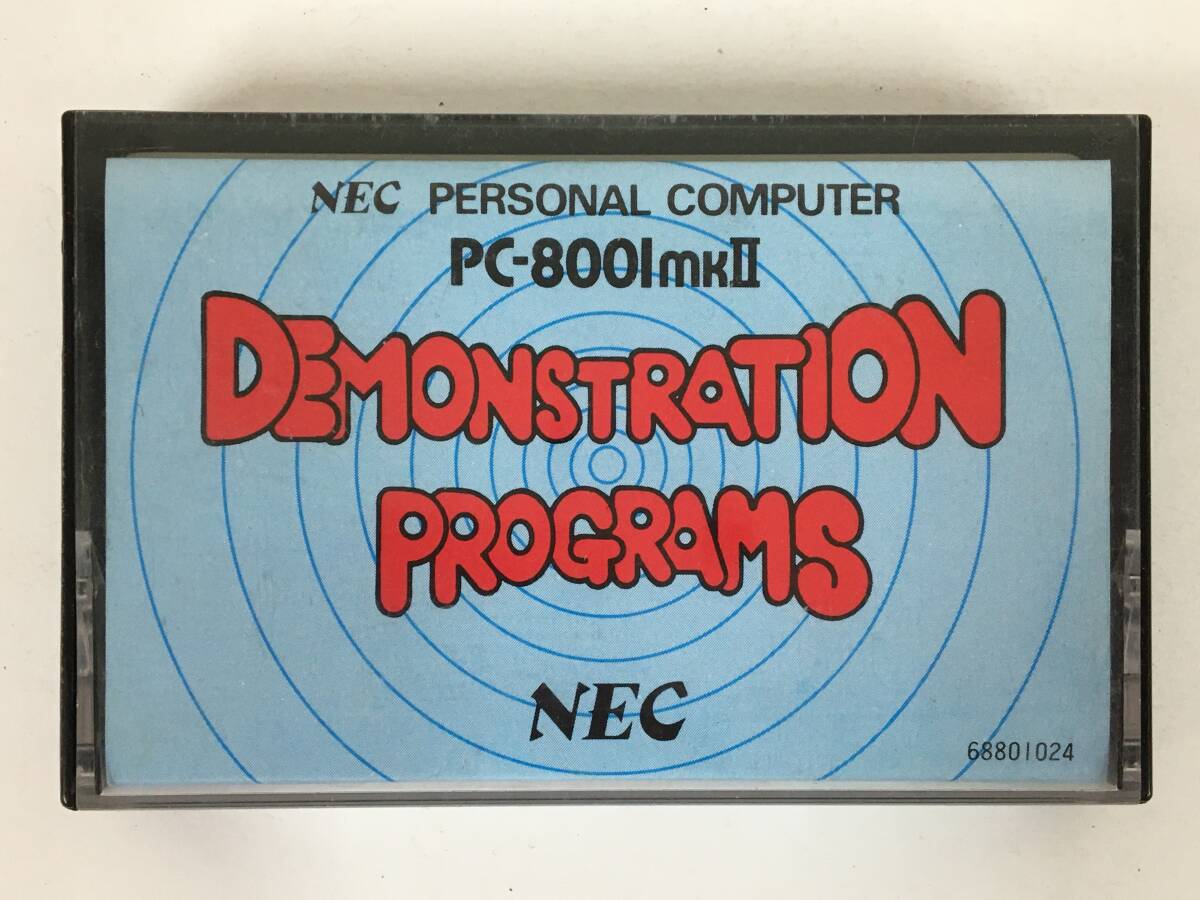 NEC PERSONAL COMPUTER
PC-8001mkII
DEMONSTRATION
PROGRAMS
NEC
68801024